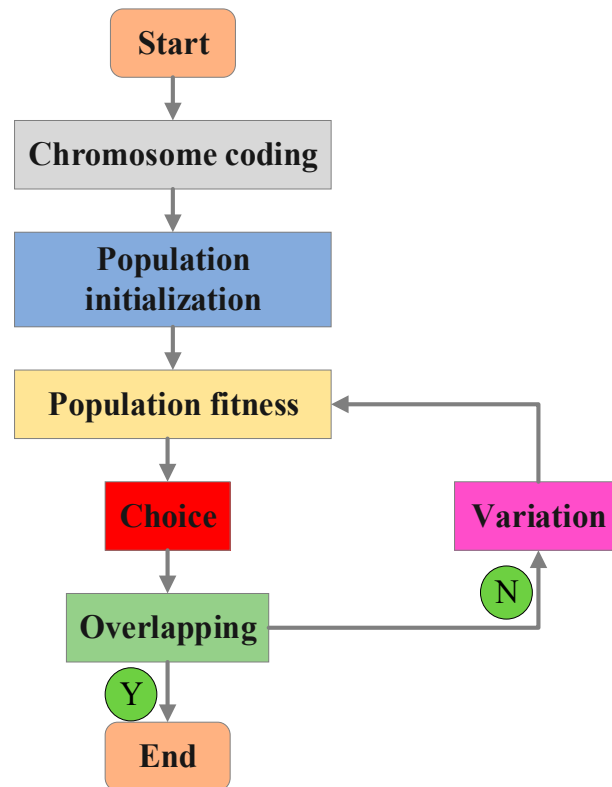 Start
Chromosome coding
Population
initialization
Population fitness
Choice
Variation
N
Overlapping
Y
End